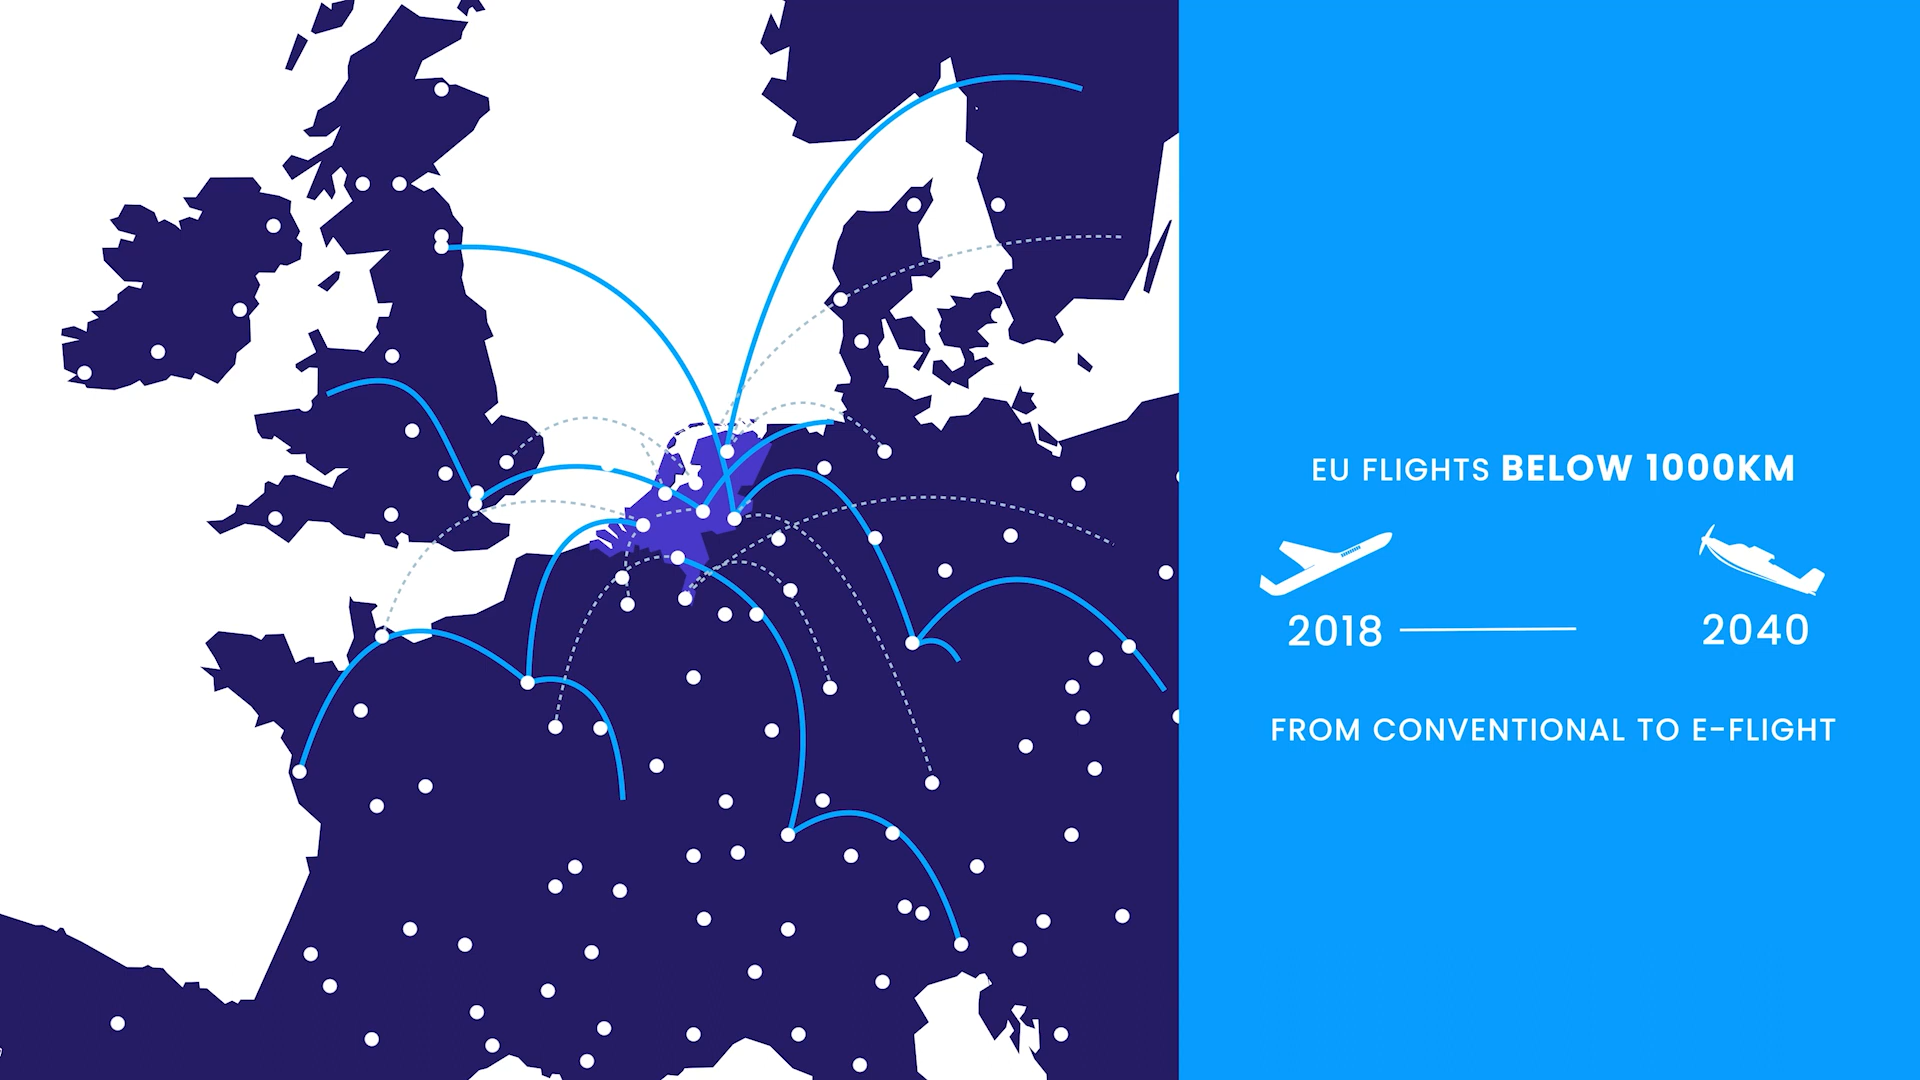 EU FLIGHTS BELOW 1000KM
2018
2040
FROM CONVENTIONAL TO E-FLIGHT